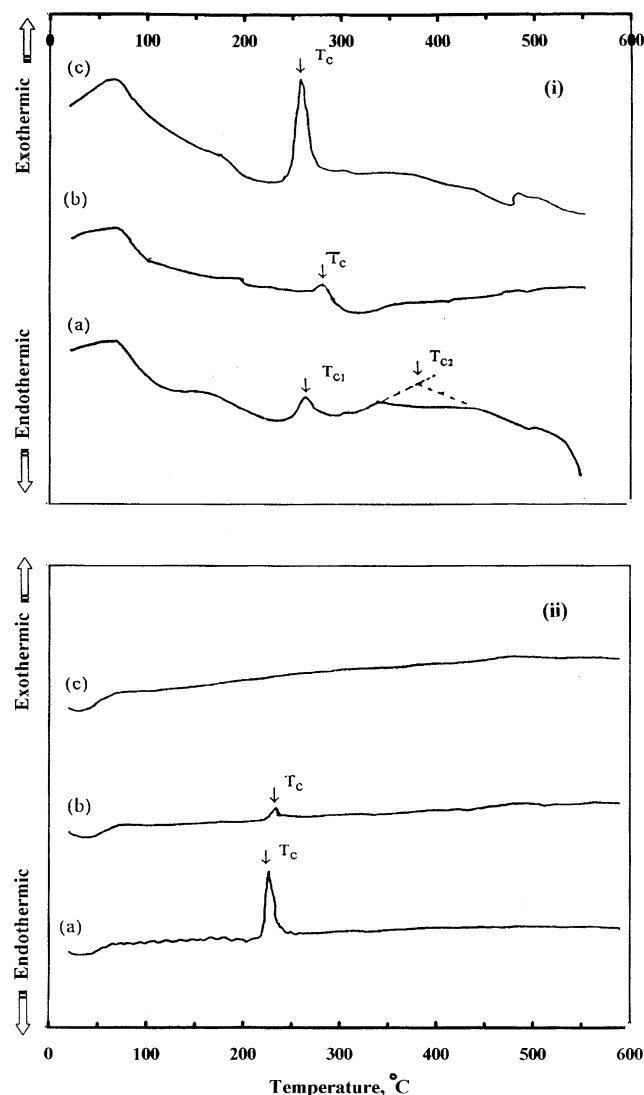 0 100 200 300 400 500 600
Exothermic
Endothermic
(i)
(c)
Tc
(b)
Tc
(a)
Tc1
Tc2
Exothermic
Endothermic
(ii)
(c)
(b)
Tc
(a)
Tc
0 100 200 300 400 500 600
Temperature, °C